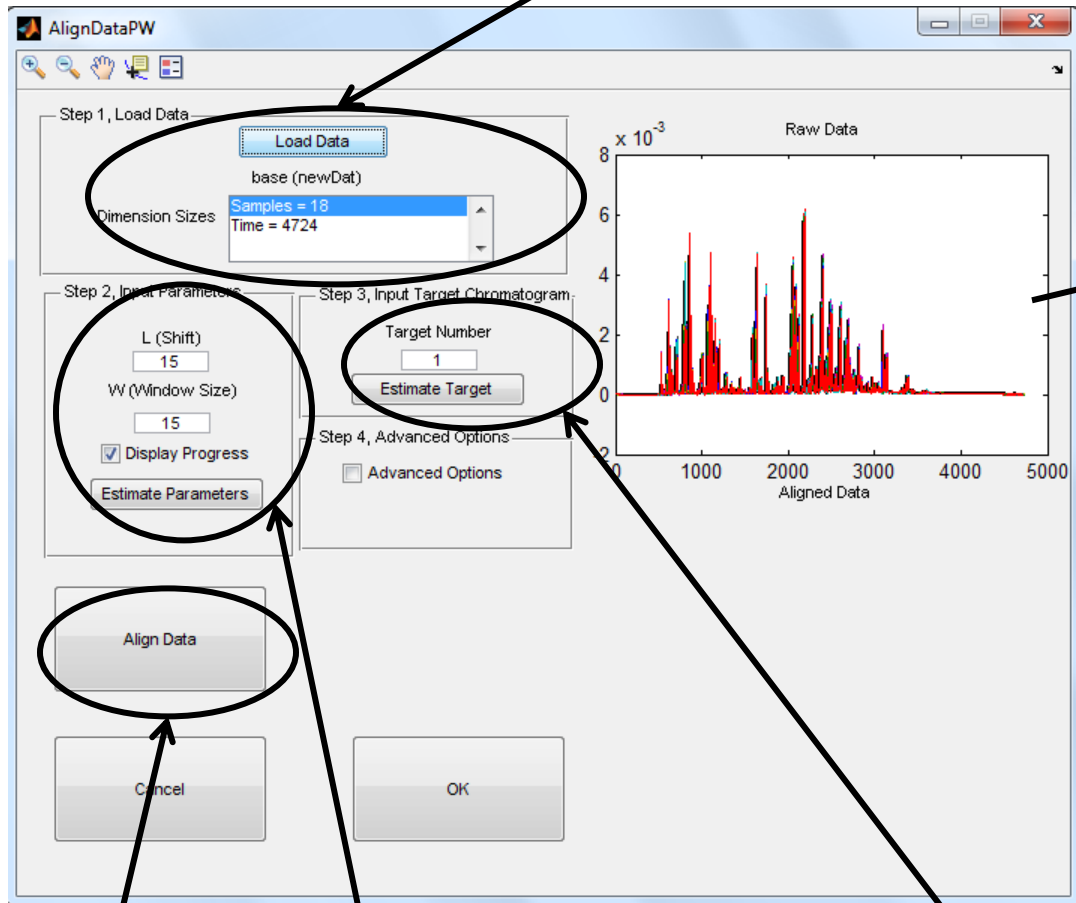 AlignDataPW
Step 1, Load Data
Load Data
base (newDat)
Dimension Sizes
Samples = 18
Time = 4724
Step 2, Input Parameters
L (Shift)
15
W (Window Size)
15
Display Progress
Estimate Parameters
Step 3, Input Target Chromatogram
Target Number
1
Estimate Target
Step 4, Advanced Options
Advanced Options
Align Data
Cancel
OK
Raw Data
x 10^-3
8
6
4
2
0
-2
0 1000 2000 3000 4000 5000
Aligned Data